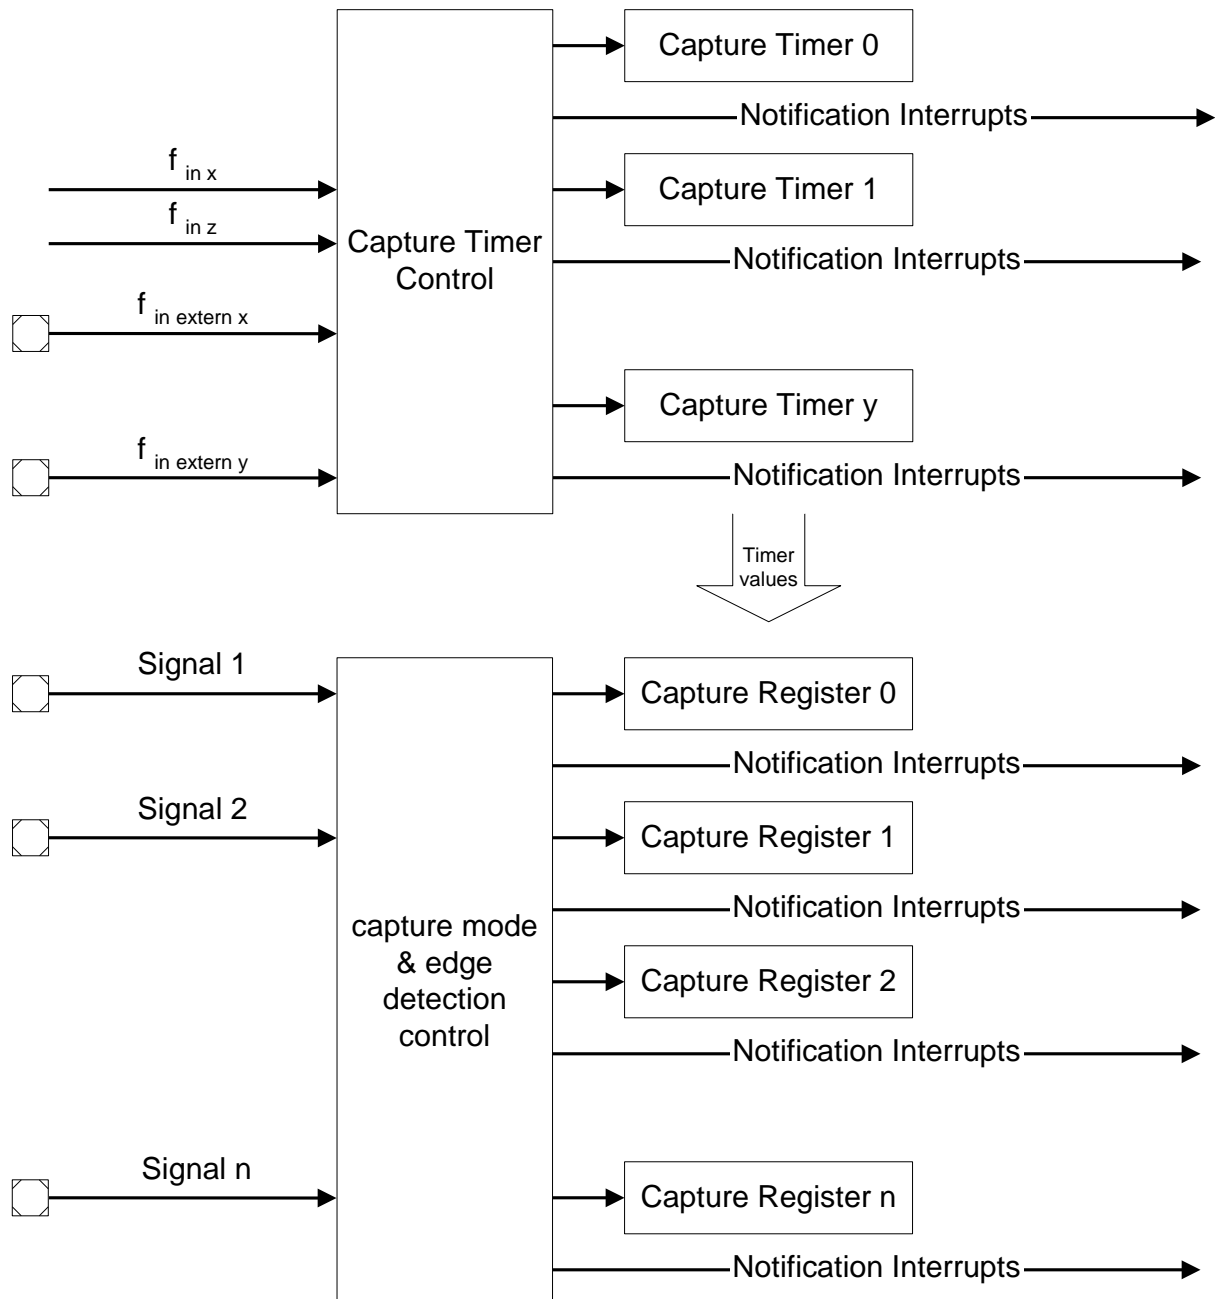 Capture Timer 0
Notification Interrupts
f in x
Capture Timer 1
f in z
Capture Timer
Control
Notification Interrupts
f in extern x
Capture Timer y
f in extern y
Notification Interrupts
Timer
values
Signal 1
Capture Register 0
Notification Interrupts
Signal 2
Capture Register 1
Notification Interrupts
capture mode
& edge
detection
control
Capture Register 2
Notification Interrupts
Signal n
Capture Register n
Notification Interrupts